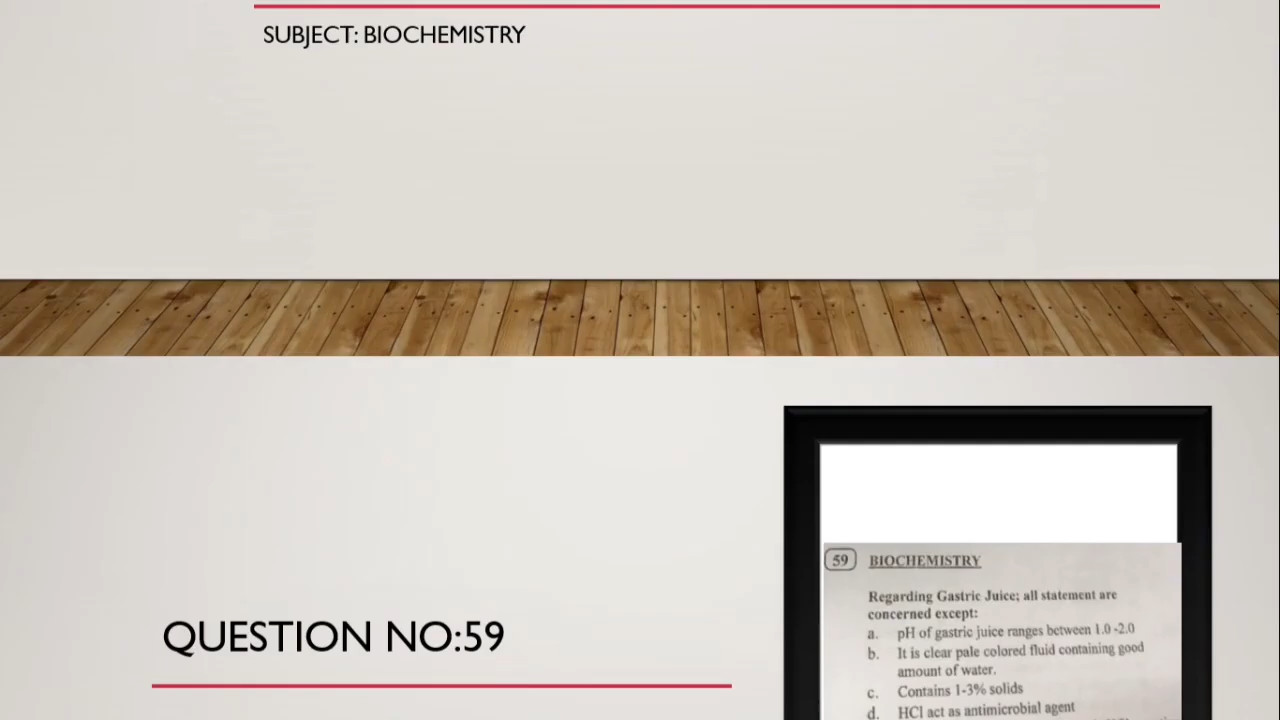 SUBJECT: BIOCHEMISTRY
QUESTION NO:59
59 BIOCHEMISTRY
Regarding Gastric Juice; all statement are
concerned except:
a. pH of gastric juice ranges between 1.0 -2.0
b. It is clear pale colored fluid containing good
amount of water.
c. Contains 1-3% solids
d. HCl act as antimicrobial agent